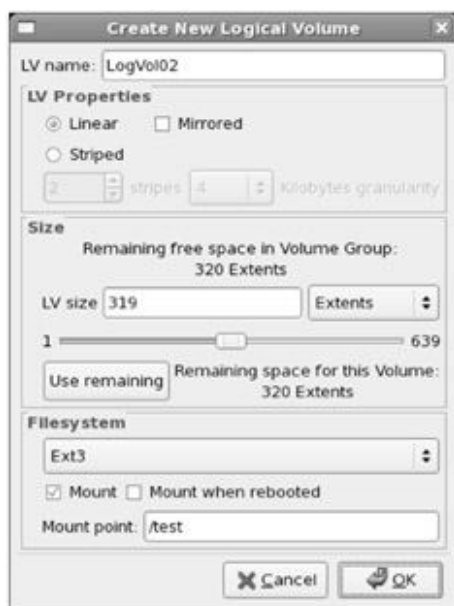 Create New Logical Volume
LV name: LogVol02
LV Properties
Linear Mirrored
Striped
2 stripes 4 Kilobytes granularity
Size
Remaining free space in Volume Group:
320 Extents
LV size 319 Extents
1 639
Use remaining Remaining space for this Volume:
320 Extents
Filesystem
Ext3
Mount Mount when rebooted
Mount point: /test
Cancel OK